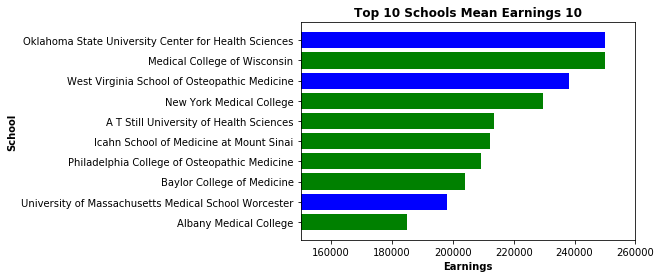 Top 10 Schools Mean Earnings 10
Oklahoma State University Center for Health Sciences
Medical College of Wisconsin
West Virginia School of Osteopathic Medicine
New York Medical College
A T Still University of Health Sciences
Icahn School of Medicine at Mount Sinai
Philadelphia College of Osteopathic Medicine
Baylor College of Medicine
University of Massachusetts Medical School Worcester
Albany Medical College
School
160000 180000 200000 220000 240000 260000
Earnings